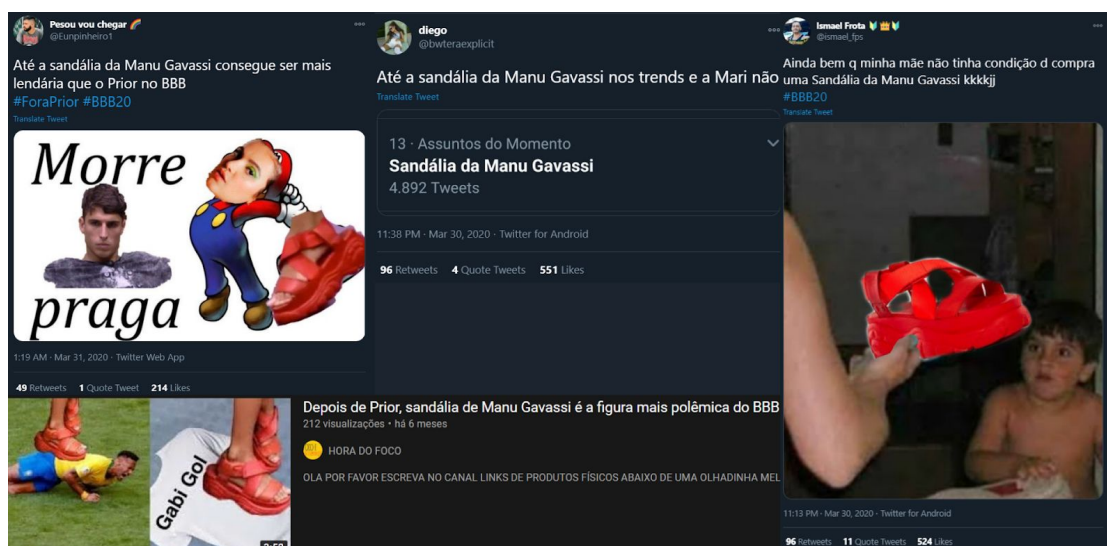 Pesou vou chegar
@Eunpinheiro1
Até a sandália da Manu Gavassi consegue ser mais
lendária que o Prior no BBB
#ForaPrior #BBB20
Translate Tweet
Morre
praga
1:19 AM · Mar 31, 2020 · Twitter Web App
49 Retweets 1 Quote Tweet 214 Likes
diego
@bwteraexplicit
Até a sandália da Manu Gavassi nos trends e a Mari não
Translate Tweet
13 · Assuntos do Momento
Sandália da Manu Gavassi
4.892 Tweets
11:38 PM · Mar 30, 2020 · Twitter for Android
96 Retweets 4 Quote Tweets 551 Likes
Ismael Frota
@ismael_fps
Ainda bem q minha mãe não tinha condição d compra
uma Sandália da Manu Gavassi kkkkjj
#BBB20
Translate Tweet
11:13 PM · Mar 30, 2020 · Twitter for Android
96 Retweets 11 Quote Tweets 524 Likes
Gabi Gol
Depois de Prior, sandália de Manu Gavassi é a figura mais polêmica do BBB
212 visualizações • há 6 meses
HORA DO FOCO
OLA POR FAVOR ESCREVA NO CANAL LINKS DE PRODUTOS FÍSICOS ABAIXO DE UMA OLHADINHA MEL